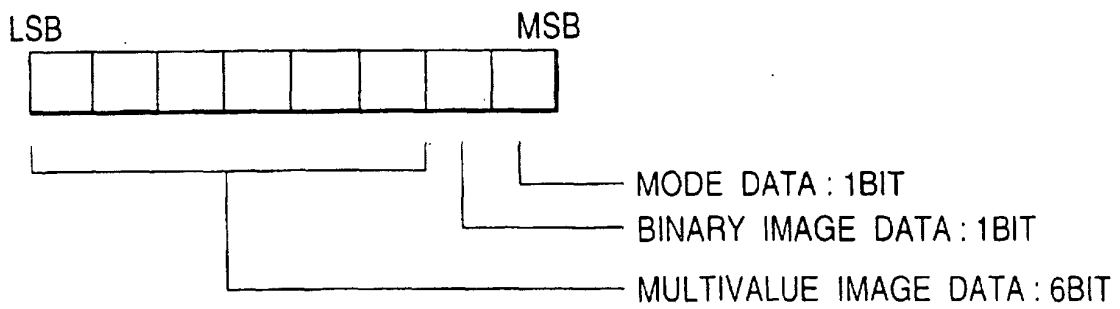 LSB MSB
MODE DATA : 1BIT
BINARY IMAGE DATA : 1BIT
MULTIVALUE IMAGE DATA : 6BIT